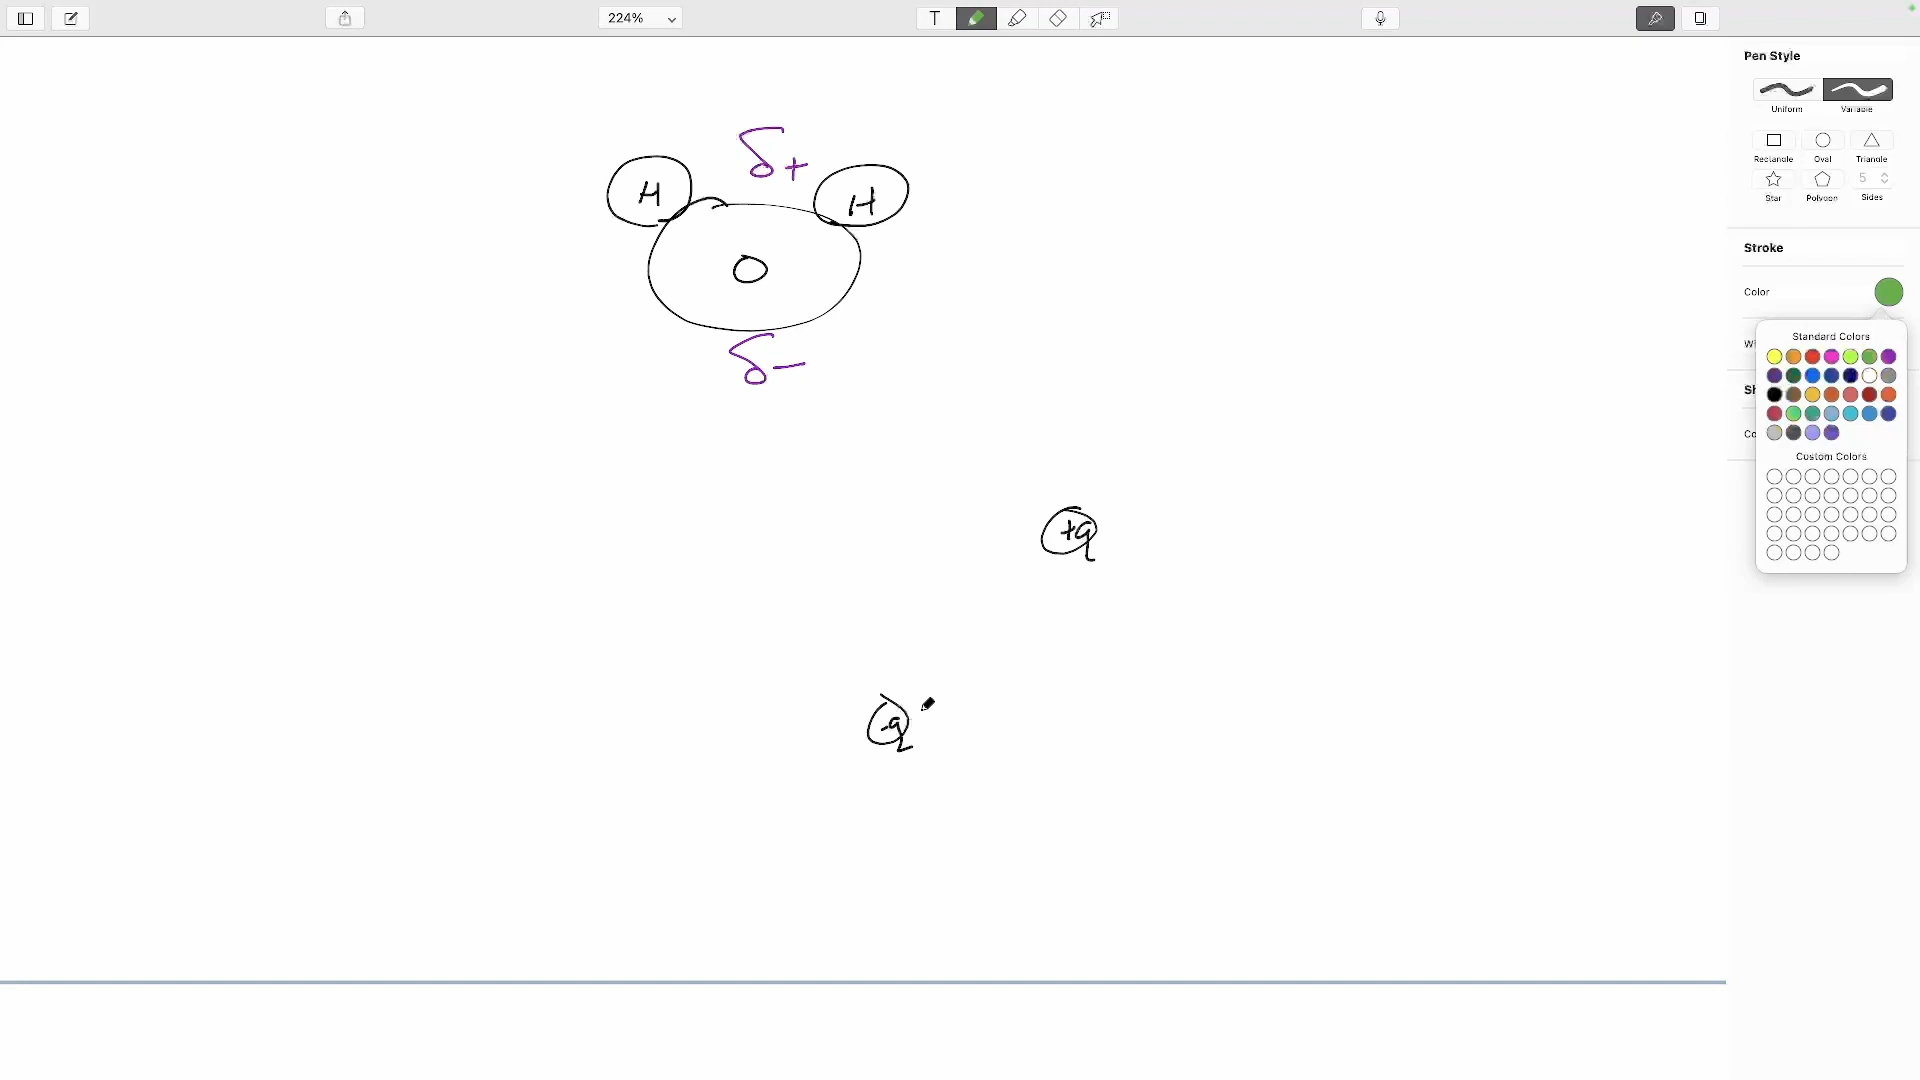 224%
T
Pen Style
Uniform Variable
Rectangle Oval Triangle
5
Star Polygon Sides
Stroke
Color
Standard Colors
Custom Colors
δ+
H H
O
δ-
+q
-q